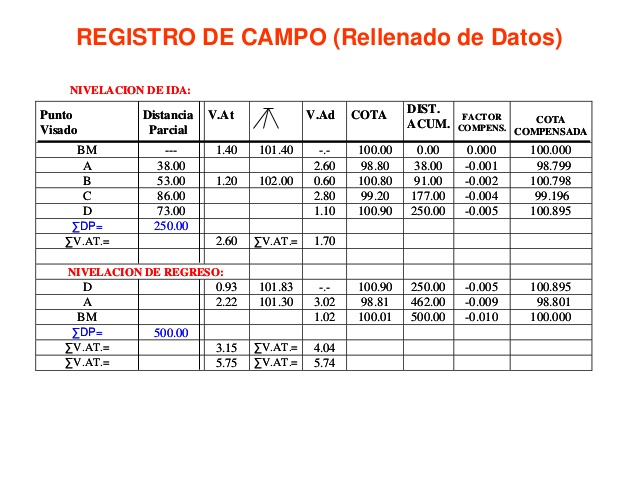 REGISTRO DE CAMPO (Rellenado de Datos)
NIVELACION DE IDA:
Punto Visado Distancia Parcial V.At V.Ad COTA DIST. ACUM. FACTOR COMPENS. COTA COMPENSADA
BM --- 1.40 101.40 -.- 100.00 0.00 0.000 100.000
A 38.00 2.60 98.80 38.00 -0.001 98.799
B 53.00 1.20 102.00 0.60 100.80 91.00 -0.002 100.798
C 86.00 2.80 99.20 177.00 -0.004 99.196
D 73.00 1.10 100.90 250.00 -0.005 100.895
∑DP= 250.00
∑V.AT.= 2.60 ∑V.AT.= 1.70
NIVELACION DE REGRESO:
D 0.93 101.83 -.- 100.90 250.00 -0.005 100.895
A 2.22 101.30 3.02 98.81 462.00 -0.009 98.801
BM 1.02 100.01 500.00 -0.010 100.000
∑DP= 500.00
∑V.AT.= 3.15 ∑V.AT.= 4.04
∑V.AT.= 5.75 ∑V.AT.= 5.74